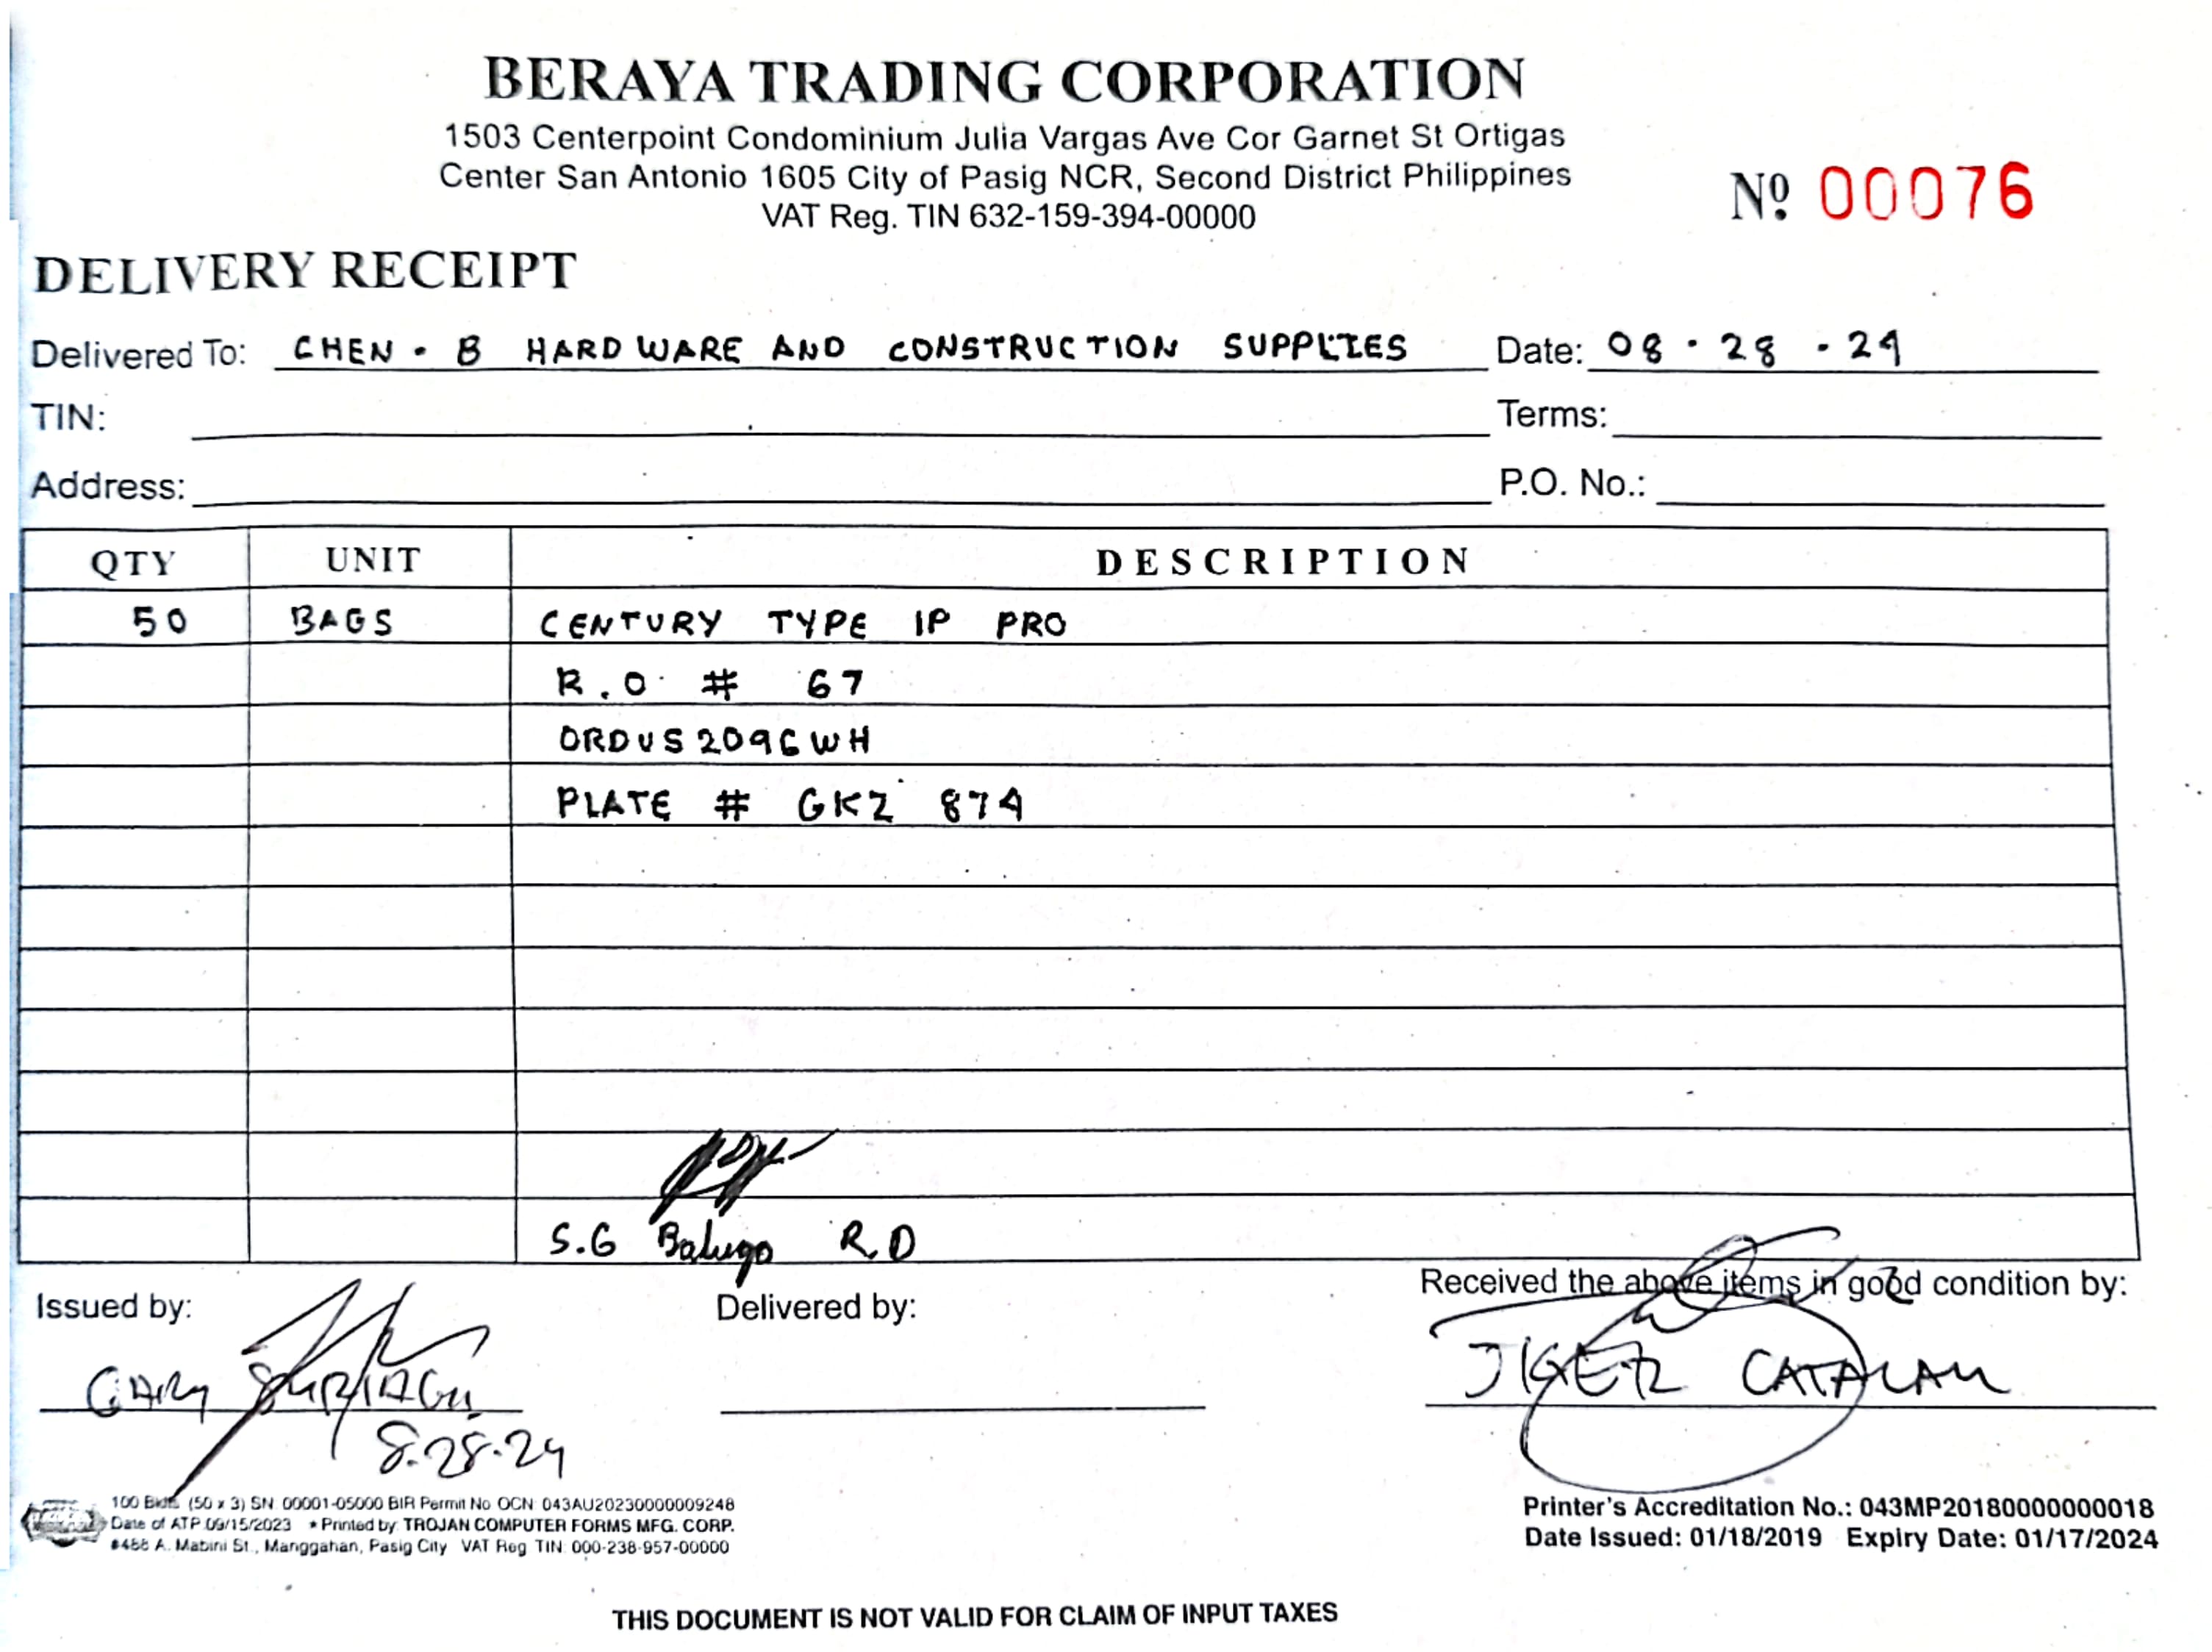 BERAYA TRADING CORPORATION
1503 Centerpoint Condominium Julia Vargas Ave Cor Garnet St Ortigas
Center San Antonio 1605 City of Pasig NCR, Second District Philippines
VAT Reg. TIN 632-159-394-00000
Nº 00076
DELIVERY RECEIPT
Delivered To: CHEN-B HARDWARE AND CONSTRUCTION SUPPLIES Date: 08-28-24
TIN: Terms:
Address: P.O. No.:
QTY UNIT DESCRIPTION
50 BAGS CENTURY TYPE IP PRO
R.O. # 67
ORDUS2096WH
PLATE # GKZ 874
S.G Balugo R.D
Issued by: Delivered by: Received the above items in good condition by:
GARY JIGER CATALAN
8.28.24
100 Bklts (50 x 3) SN: 00001-05000 BIR Permit No OCN: 043AU20230000009248
Date of ATP 09/15/2023 * Printed by: TROJAN COMPUTER FORMS MFG. CORP.
#488 A. Mabini St., Manggahan, Pasig City VAT Reg TIN: 000-238-957-00000
Printer's Accreditation No.: 043MP20180000000018
Date Issued: 01/18/2019 Expiry Date: 01/17/2024
THIS DOCUMENT IS NOT VALID FOR CLAIM OF INPUT TAXES